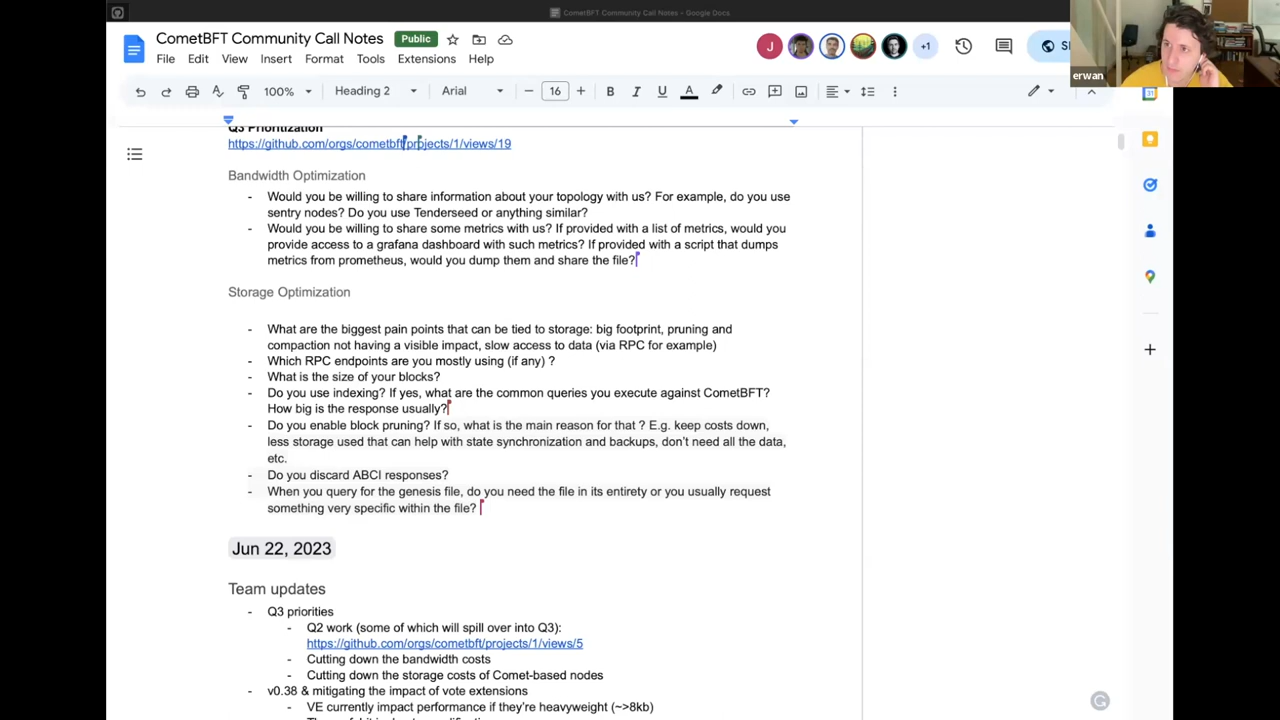 CometBFT Community Call Notes – Google Docs
CometBFT Community Call Notes Public
J
+1
erwan
File Edit View Insert Format Tools Extensions Help
100% Heading 2 Arial 16 B I U A
Q3 Prioritization
https://github.com/orgs/cometbft/projects/1/views/19
Bandwidth Optimization
- Would you be willing to share information about your topology with us? For example, do you use
sentry nodes? Do you use Tenderseed or anything similar?
- Would you be willing to share some metrics with us? If provided with a list of metrics, would you
provide access to a grafana dashboard with such metrics? If provided with a script that dumps
metrics from prometheus, would you dump them and share the file?
Storage Optimization
- What are the biggest pain points that can be tied to storage: big footprint, pruning and
compaction not having a visible impact, slow access to data (via RPC for example)
- Which RPC endpoints are you mostly using (if any) ?
- What is the size of your blocks?
- Do you use indexing? If yes, what are the common queries you execute against CometBFT?
How big is the response usually?
- Do you enable block pruning? If so, what is the main reason for that ? E.g. keep costs down,
less storage used that can help with state synchronization and backups, don't need all the data,
etc.
- Do you discard ABCI responses?
- When you query for the genesis file, do you need the file in its entirety or you usually request
something very specific within the file?
Jun 22, 2023
Team updates
- Q3 priorities
- Q2 work (some of which will spill over into Q3):
https://github.com/orgs/cometbft/projects/1/views/5
- Cutting down the bandwidth costs
- Cutting down the storage costs of Comet-based nodes
- v0.38 & mitigating the impact of vote extensions
- VE currently impact performance if they're heavyweight (~>8kb)